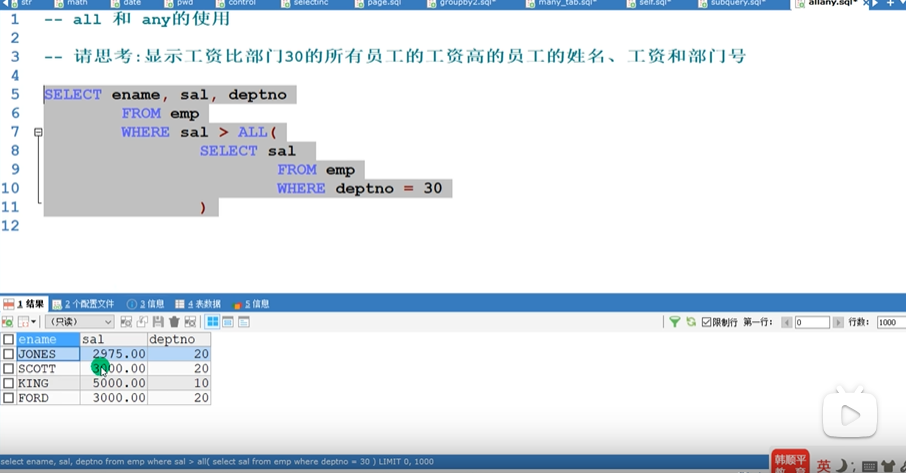 str math date pwd control selectinc page.sql groupby2.sql* many_tab.sql* self.sql* subquery.sql* allany.sql*
1 -- all 和 any的使用
2
3 -- 请思考:显示工资比部门30的所有员工的工资高的员工的姓名、工资和部门号
4
5 SELECT ename, sal, deptno
6 FROM emp
7 WHERE sal > ALL(
8 SELECT sal
9 FROM emp
10 WHERE deptno = 30
11 )
12
1 结果 2 个配置文件 3 信息 4 表数据 5 信息
(只读) 限制行 第一行: 0 行数: 1000
ename sal deptno
JONES 2975.00 20
SCOTT 3000.00 20
KING 5000.00 10
FORD 3000.00 20
select ename, sal, deptno from emp where sal > all( select sal from emp where deptno = 30 ) LIMIT 0, 1000
韩顺平
教育
英